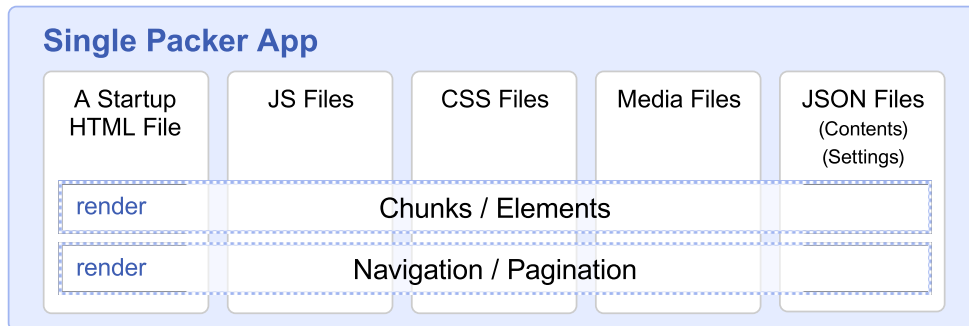 Single Packer App
A Startup
HTML File
JS Files
CSS Files
Media Files
JSON Files
(Contents)
(Settings)
render
Chunks / Elements
render
Navigation / Pagination